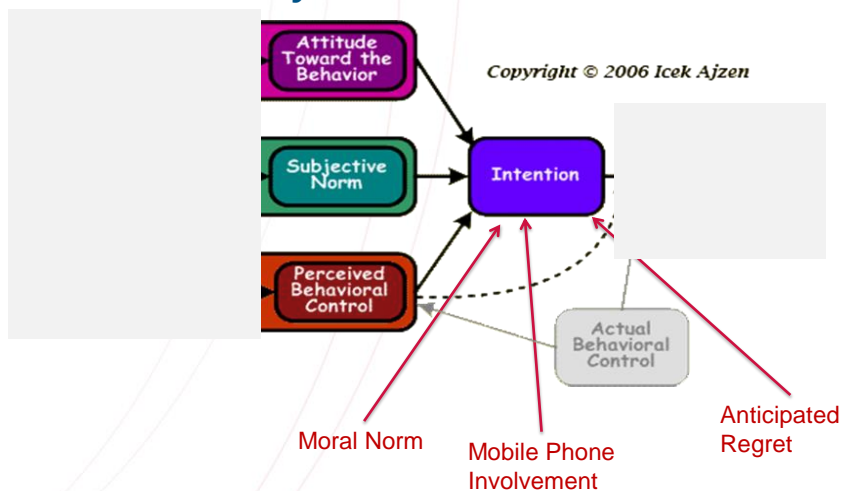 Attitude
Toward the
Behavior
Copyright © 2006 Icek Ajzen
Subjective
Norm
Intention
Perceived
Behavioral
Control
Actual
Behavioral
Control
Moral Norm
Mobile Phone
Involvement
Anticipated
Regret